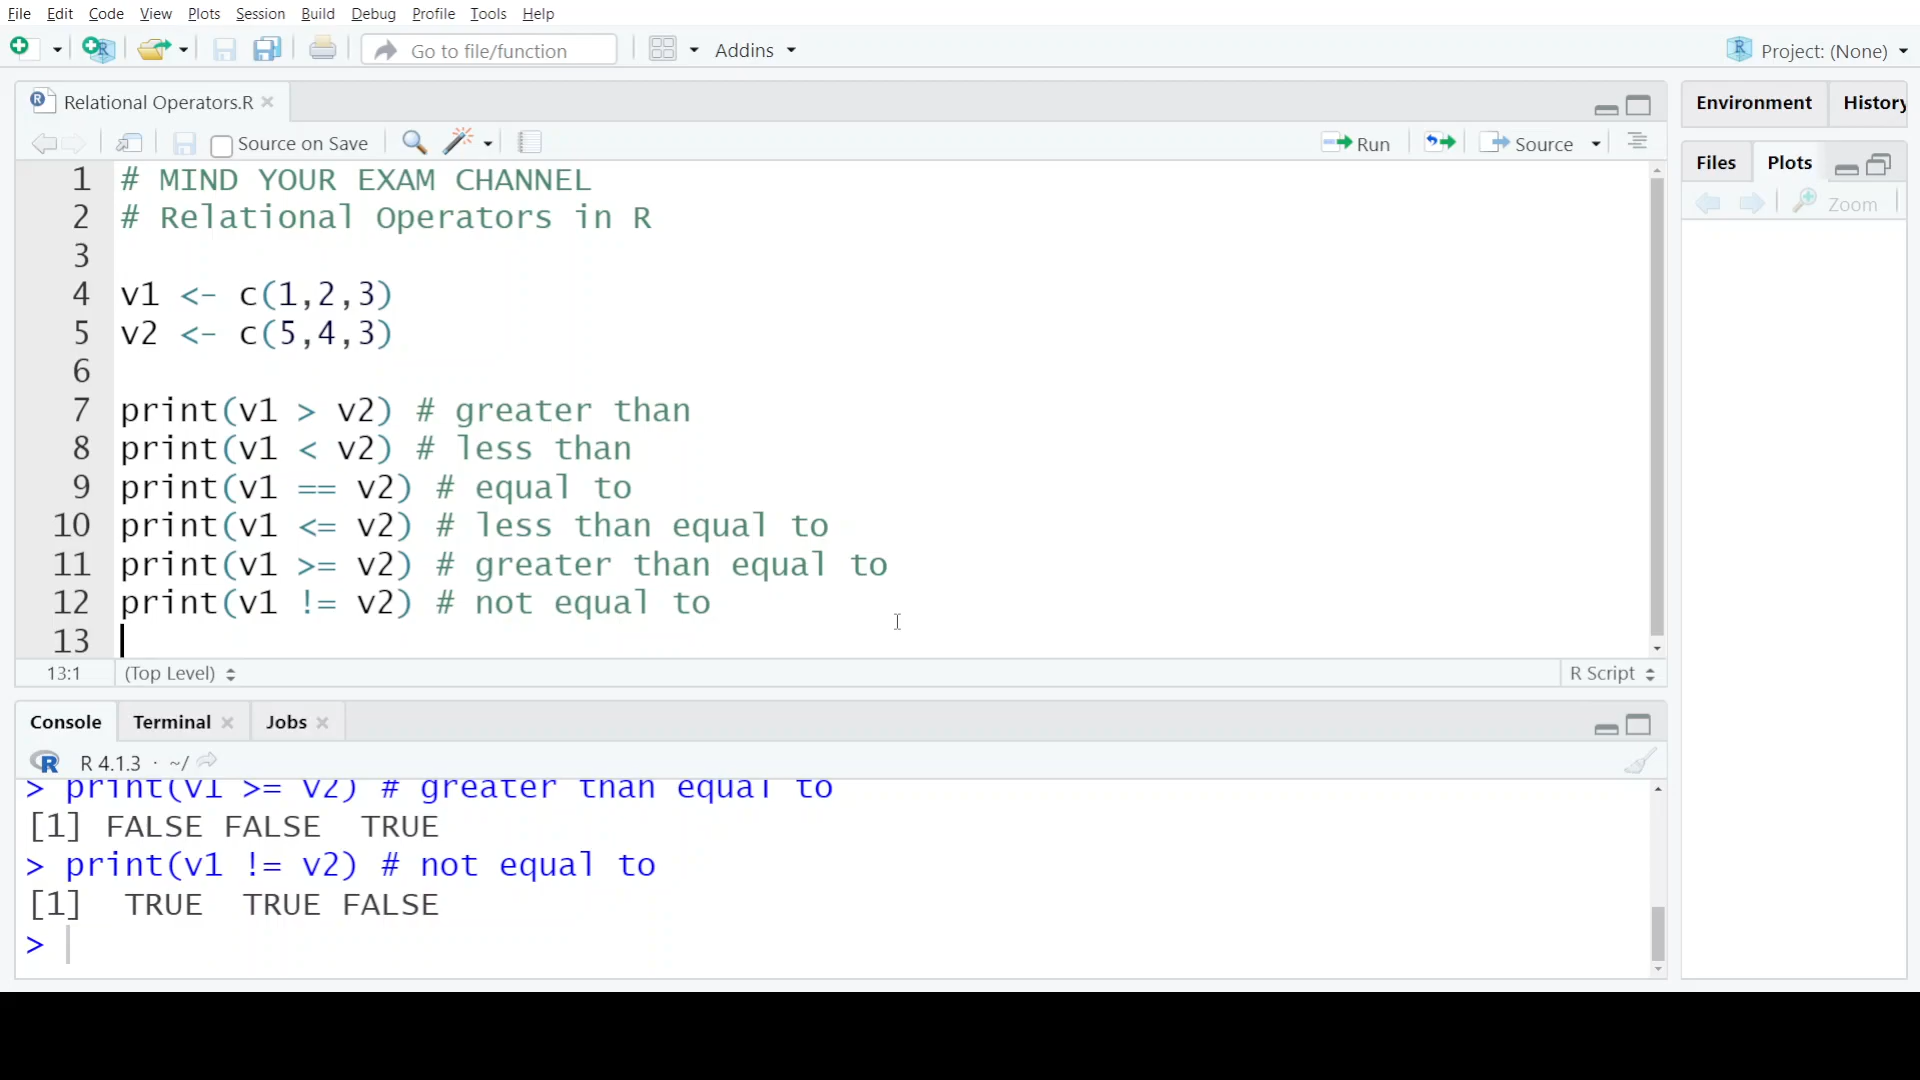 File Edit Code View Plots Session Build Debug Profile Tools Help
Go to file/function Addins Project: (None)
Relational Operators.R Environment History
Source on Save Run Source
Files Plots
Zoom
1 # MIND YOUR EXAM CHANNEL
2 # Relational Operators in R
3
4 v1 <- c(1,2,3)
5 v2 <- c(5,4,3)
6
7 print(v1 > v2) # greater than
8 print(v1 < v2) # less than
9 print(v1 == v2) # equal to
10 print(v1 <= v2) # less than equal to
11 print(v1 >= v2) # greater than equal to
12 print(v1 != v2) # not equal to
13
13:1 (Top Level) R Script
Console Terminal Jobs
R 4.1.3 · ~/
> print(v1 >= v2) # greater than equal to
[1] FALSE FALSE  TRUE
> print(v1 != v2) # not equal to
[1]  TRUE  TRUE FALSE
>